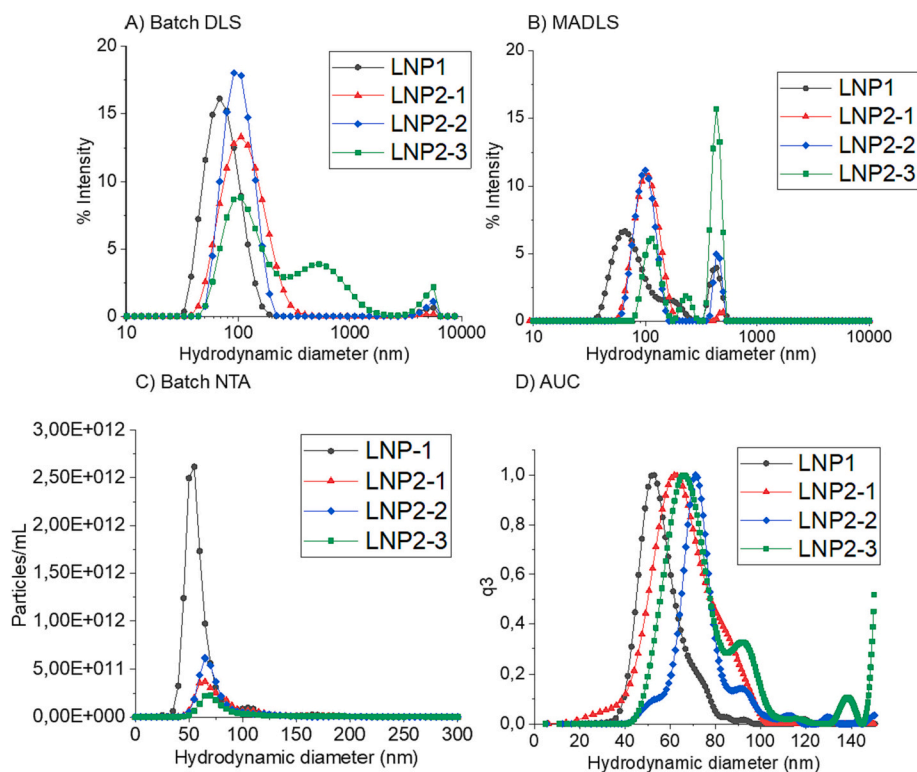 A) Batch DLS
20
15
10
5
0
% Intensity
10
100
1000
10000
Hydrodynamic diameter (nm)
LNP1
LNP2-1
LNP2-2
LNP2-3
B) MADLS
20
15
10
5
0
% Intensity
10
100
1000
10000
Hydrodynamic diameter (nm)
LNP1
LNP2-1
LNP2-2
LNP2-3
C) Batch NTA
3,00E+012
2,50E+012
2,00E+012
1,50E+012
1,00E+012
5,00E+011
0,00E+000
Particles/mL
0
50
100
150
200
250
300
Hydrodynamic diameter (nm)
LNP-1
LNP2-1
LNP2-2
LNP2-3
D) AUC
1,0
0,8
0,6
0,4
0,2
0,0
q3
0
20
40
60
80
100
120
140
Hydrodynamic diameter (nm)
LNP1
LNP2-1
LNP2-2
LNP2-3